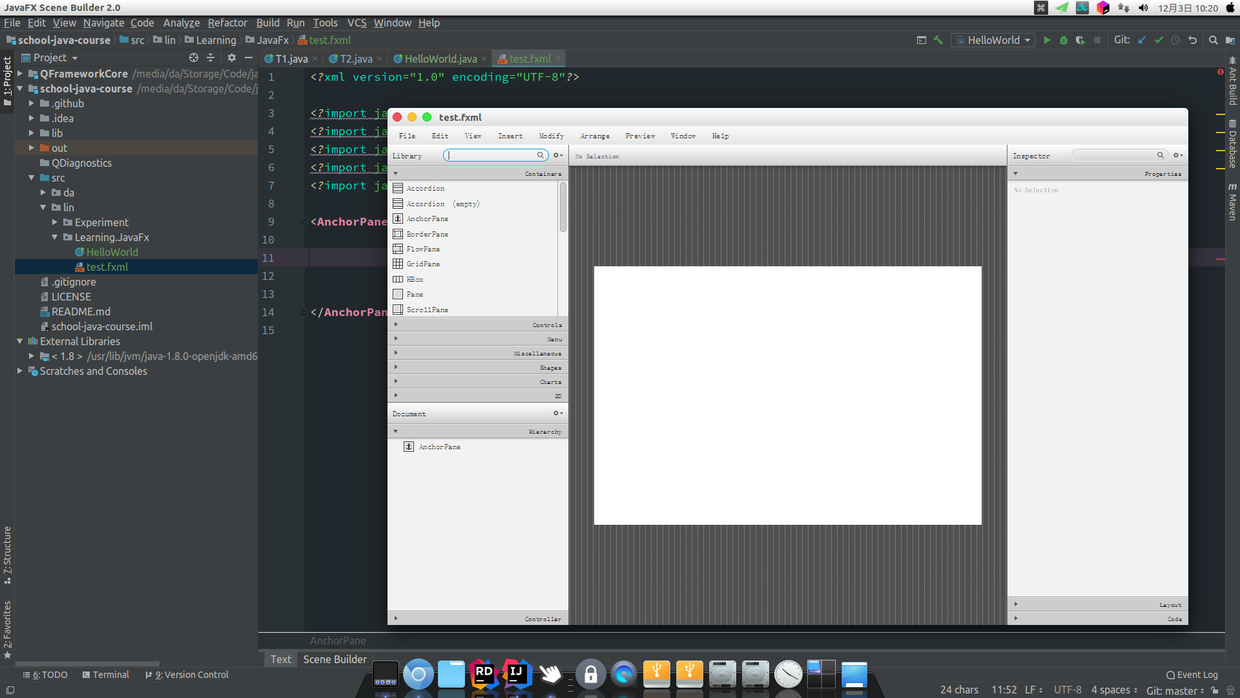 JavaFX Scene Builder 2.0
12月3日 10:20
File Edit View Navigate Code Analyze Refactor Build Run Tools VCS Window Help
school-java-course src lin Learning JavaFx test.fxml
HelloWorld
Git:
1: Project
Project
T1.java
T2.java
HelloWorld.java
test.fxml
QFrameworkCore /media/da/Storage/Code/ja
school-java-course /media/da/Storage/Code/j
.github
.idea
lib
out
QDiagnostics
src
da
lin
Experiment
Learning.JavaFx
HelloWorld
test.fxml
.gitignore
LICENSE
README.md
school-java-course.iml
External Libraries
< 1.8 > /usr/lib/jvm/java-1.8.0-openjdk-amd6
Scratches and Consoles
7: Structure
2: Favorites
1 <?xml version="1.0" encoding="UTF-8"?>
2
3 <?import ja
4 <?import ja
5 <?import ja
6 <?import ja
7 <?import ja
8
9 <AnchorPane
10
11
12
13
14 </AnchorPan
15
test.fxml
File Edit View Insert Modify Arrange Preview Window Help
Library
Containers
Accordion
Accordion (empty)
AnchorPane
BorderPane
FlowPane
GridPane
HBox
Pane
ScrollPane
Controls
Menu
Miscellaneous
Shapes
Charts
3D
Document
Hierarchy
AnchorPane
Controller
No Selection
Inspector
Properties
No Selection
Layout
Code
Ant Build
Database
Maven
AnchorPane
Text Scene Builder
RD
IJ
6: TODO Terminal 9: Version Control
Event Log
24 chars 11:52 LF UTF-8 4 spaces Git: master